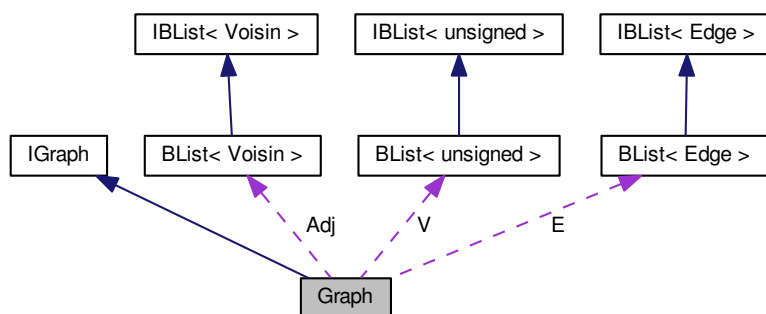 IBList< Voisin >
IBList< unsigned >
IBList< Edge >
IGraph
BList< Voisin >
BList< unsigned >
BList< Edge >
Adj
V
E
Graph